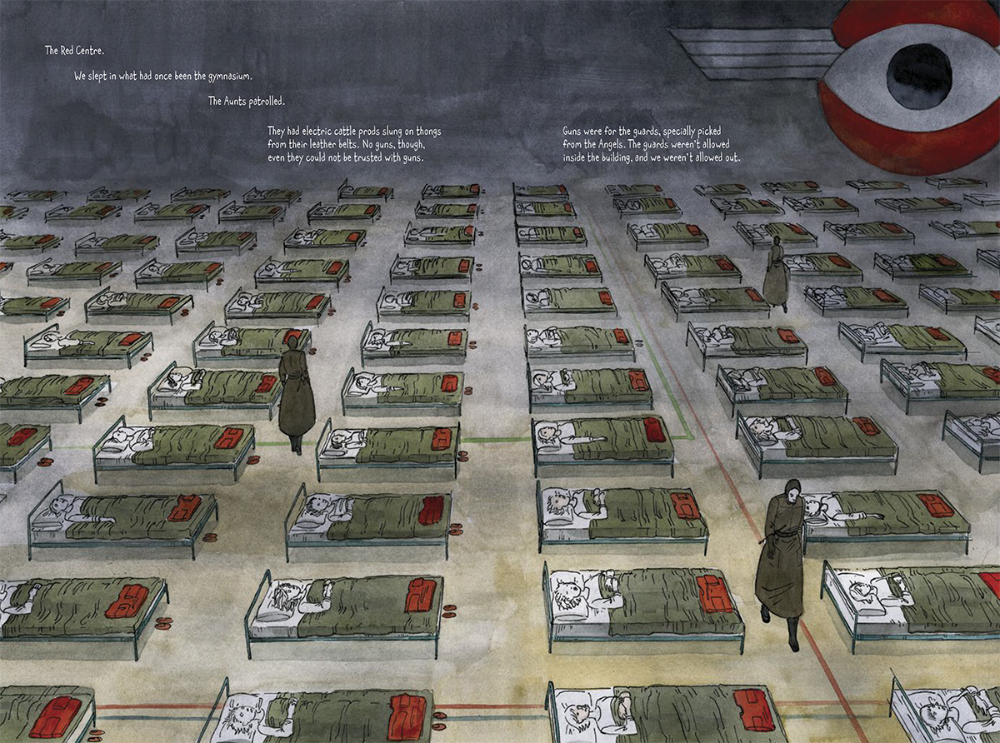 The Red Centre.
We slept in what had once been the gymnasium.
The Aunts patrolled.
They had electric cattle prods slung on thongs
from their leather belts. No guns, though,
even they could not be trusted with guns.
Guns were for the guards, specially picked
from the Angels. The guards weren't allowed
inside the building, and we weren't allowed out.